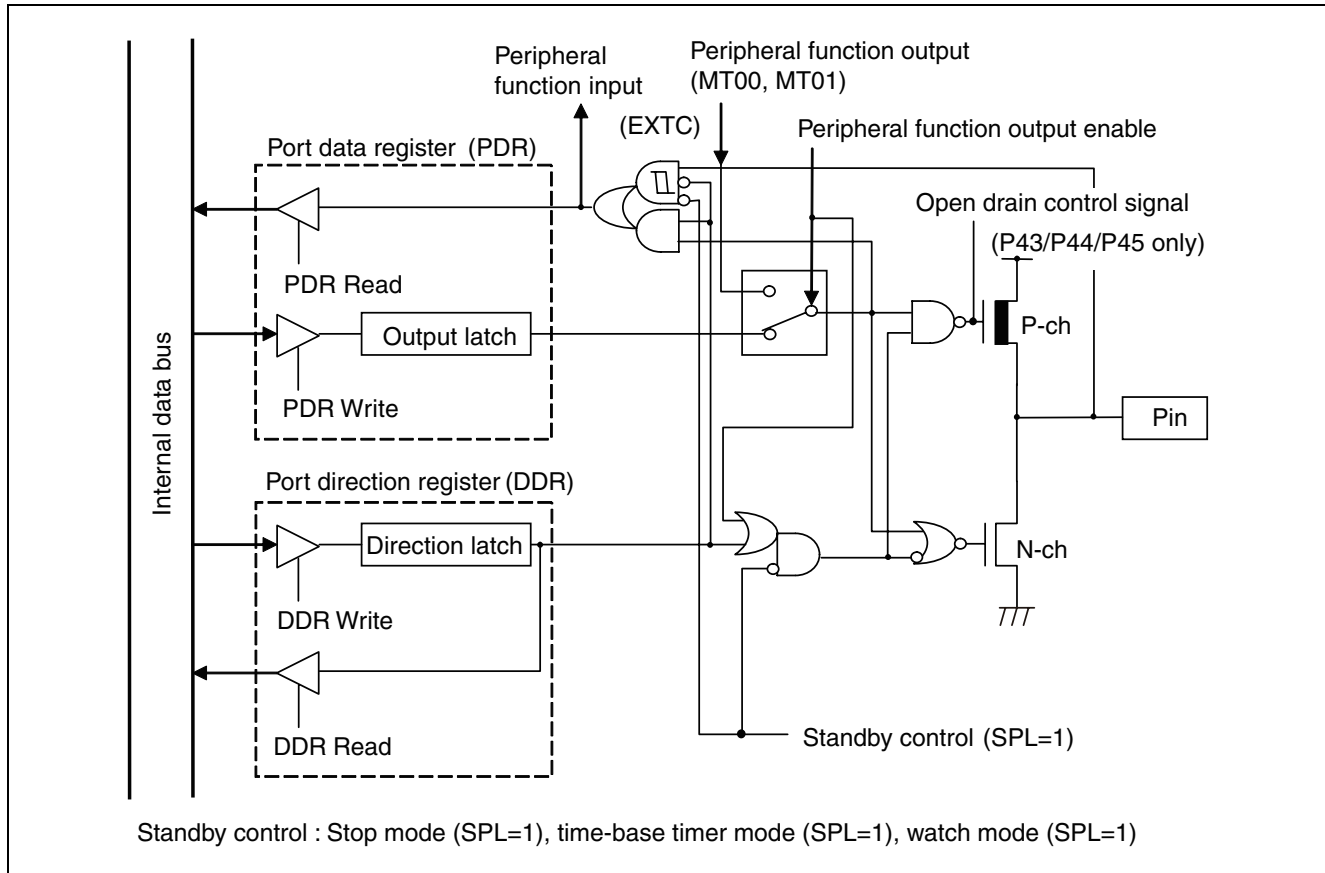 Peripheral
function input
Peripheral function output
(MT00, MT01)
(EXTC)
Peripheral function output enable
Port data register (PDR)
Open drain control signal
(P43/P44/P45 only)
PDR Read
P-ch
Output latch
PDR Write
Pin
Internal data bus
Port direction register (DDR)
Direction latch
N-ch
DDR Write
DDR Read
Standby control (SPL=1)
Standby control : Stop mode (SPL=1), time-base timer mode (SPL=1), watch mode (SPL=1)